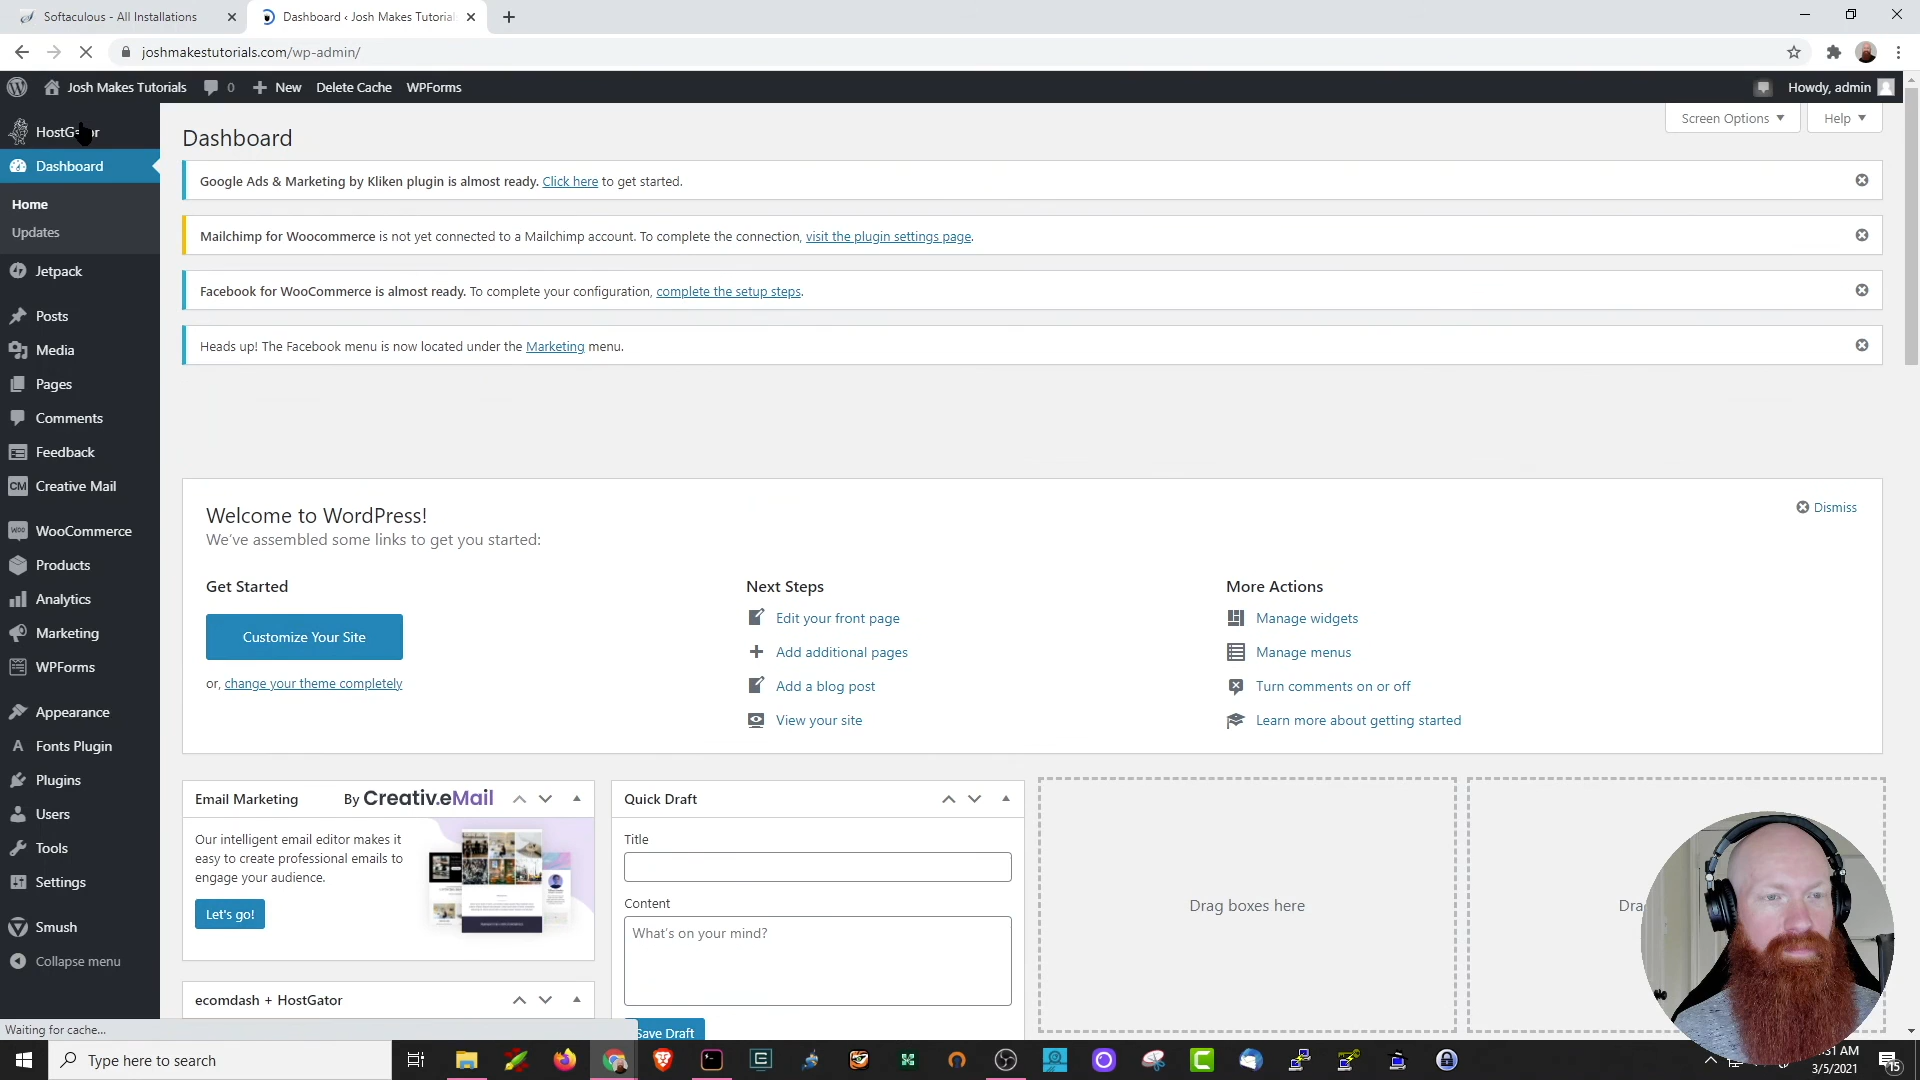 Softaculous - All Installations
Dashboard ‹ Josh Makes Tutorials
joshmakestutorials.com/wp-admin/
Josh Makes Tutorials
0
New
Delete Cache
WPForms
Howdy, admin
HostGator
Dashboard
Home
Updates
Jetpack
Posts
Media
Pages
Comments
Feedback
CM Creative Mail
WooCommerce
Products
Analytics
Marketing
WPForms
Appearance
A Fonts Plugin
Plugins
Users
Tools
Settings
Smush
Collapse menu
Waiting for cache...
Dashboard
Screen Options
Help
Google Ads & Marketing by Kliken plugin is almost ready. Click here to get started.
Mailchimp for Woocommerce is not yet connected to a Mailchimp account. To complete the connection, visit the plugin settings page.
Facebook for WooCommerce is almost ready. To complete your configuration, complete the setup steps.
Heads up! The Facebook menu is now located under the Marketing menu.
Welcome to WordPress!
We've assembled some links to get you started:
Dismiss
Get Started
Customize Your Site
or, change your theme completely
Next Steps
Edit your front page
Add additional pages
Add a blog post
View your site
More Actions
Manage widgets
Manage menus
Turn comments on or off
Learn more about getting started
Email Marketing
By Creativ.eMail
Our intelligent email editor makes it
easy to create professional emails to
engage your audience.
Let's go!
ecomdash + HostGator
Quick Draft
Title
Content
What's on your mind?
Save Draft
Drag boxes here
Type here to search
:31 AM
3/5/2021
15